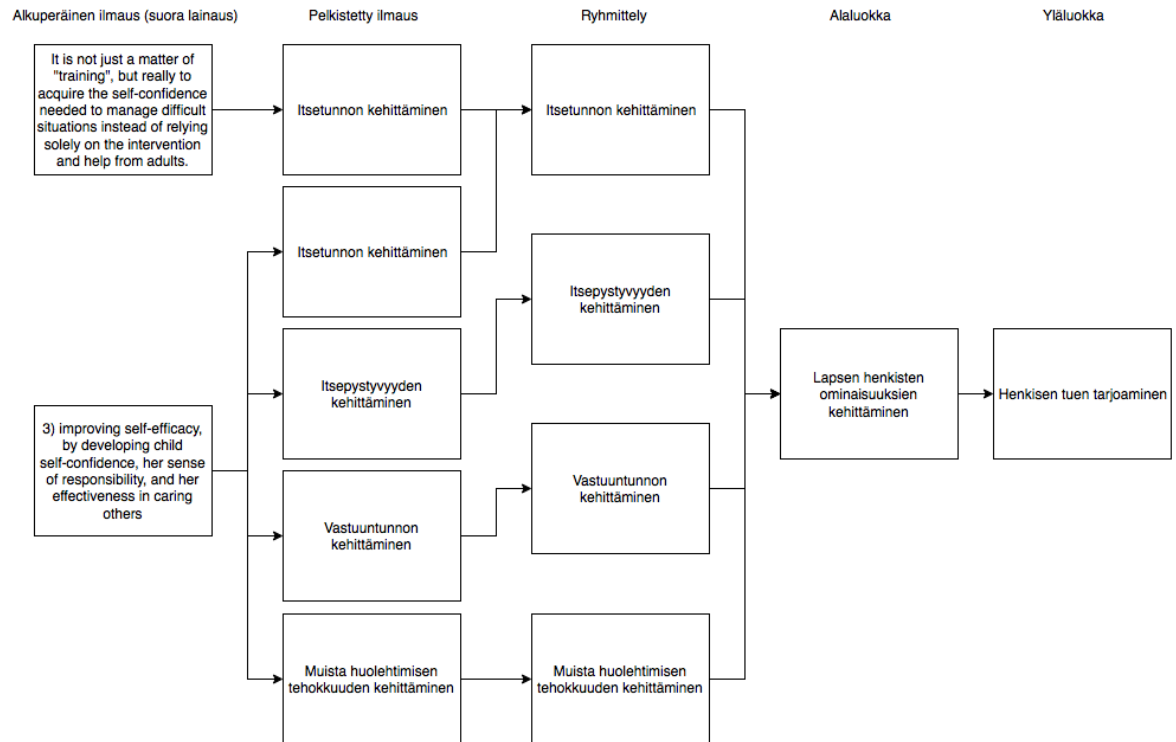 Alkuperäinen ilmaus (suora lainaus)
Pelkistetty ilmaus
Ryhmittely
Alaluokka
Yläluokka
It is not just a matter of
"training", but really to
acquire the self-confidence
needed to manage difficult
situations instead of relying
solely on the intervention
and help from adults.
Itsetunnon kehittäminen
Itsetunnon kehittäminen
Itsetunnon kehittäminen
Itsepystyvyyden
kehittäminen
Itsepystyvyyden
kehittäminen
Lapsen henkisten
ominaisuuksien
kehittäminen
Henkisen tuen tarjoaminen
3) improving self-efficacy,
by developing child
self-confidence, her sense
of responsibility, and her
effectiveness in caring
others
Vastuuntunnon
kehittäminen
Vastuuntunnon
kehittäminen
Muista huolehtimisen
tehokkuuden kehittäminen
Muista huolehtimisen
tehokkuuden kehittäminen